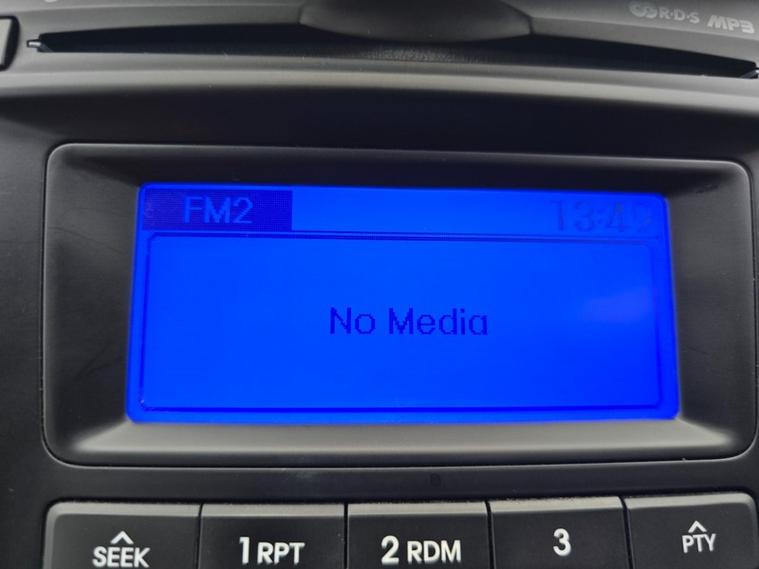 R·D·S MP3
FM2 13:49
No Media
SEEK 1 RPT 2 RDM 3 PTY